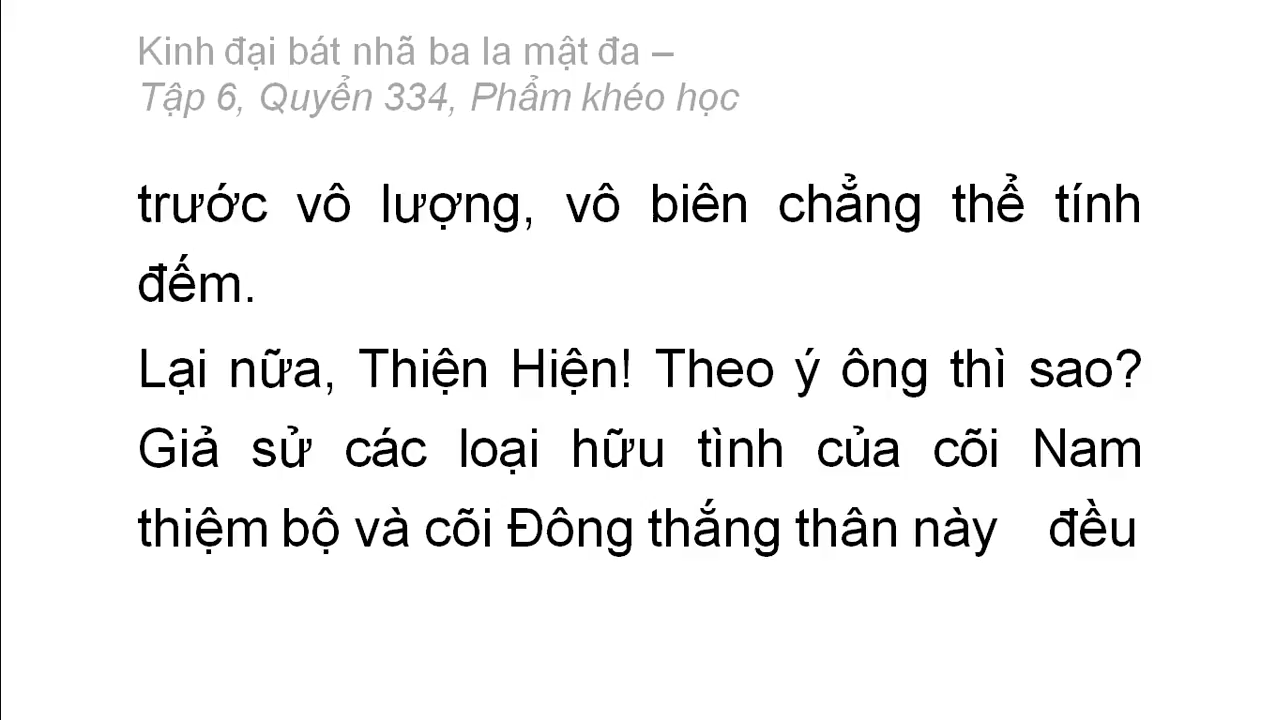 Kinh đại bát nhã ba la mật đa –
Tập 6, Quyển 334, Phẩm khéo học
trước vô lượng, vô biên chẳng thể tính
đếm.
Lại nữa, Thiện Hiện! Theo ý ông thì sao?
Giả sử các loại hữu tình của cõi Nam
thiệm bộ và cõi Đông thắng thân này đều